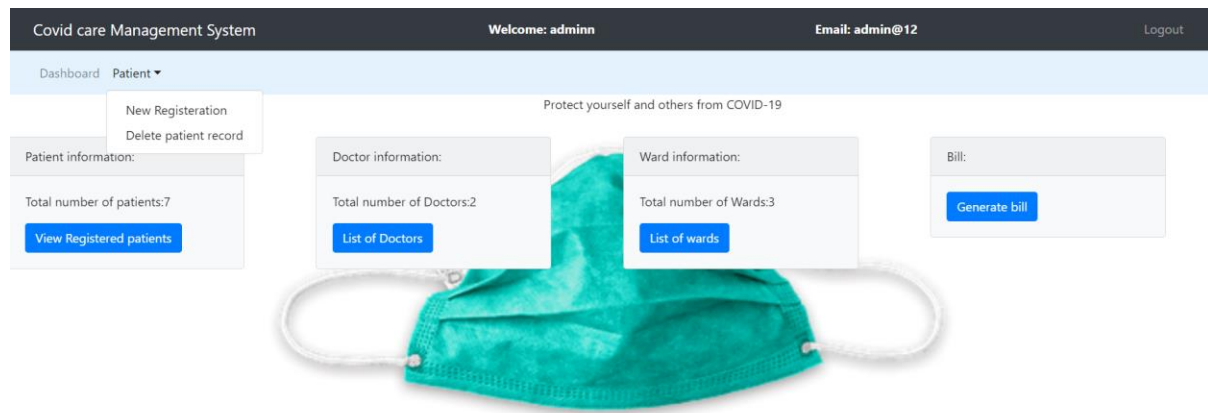 Covid care Management System Welcome: adminn Email: admin@12 Logout
Dashboard Patient
New Registeration
Delete patient record
Protect yourself and others from COVID-19
Patient information:
Total number of patients:7
View Registered patients
Doctor information:
Total number of Doctors:2
List of Doctors
Ward information:
Total number of Wards:3
List of wards
Bill:
Generate bill